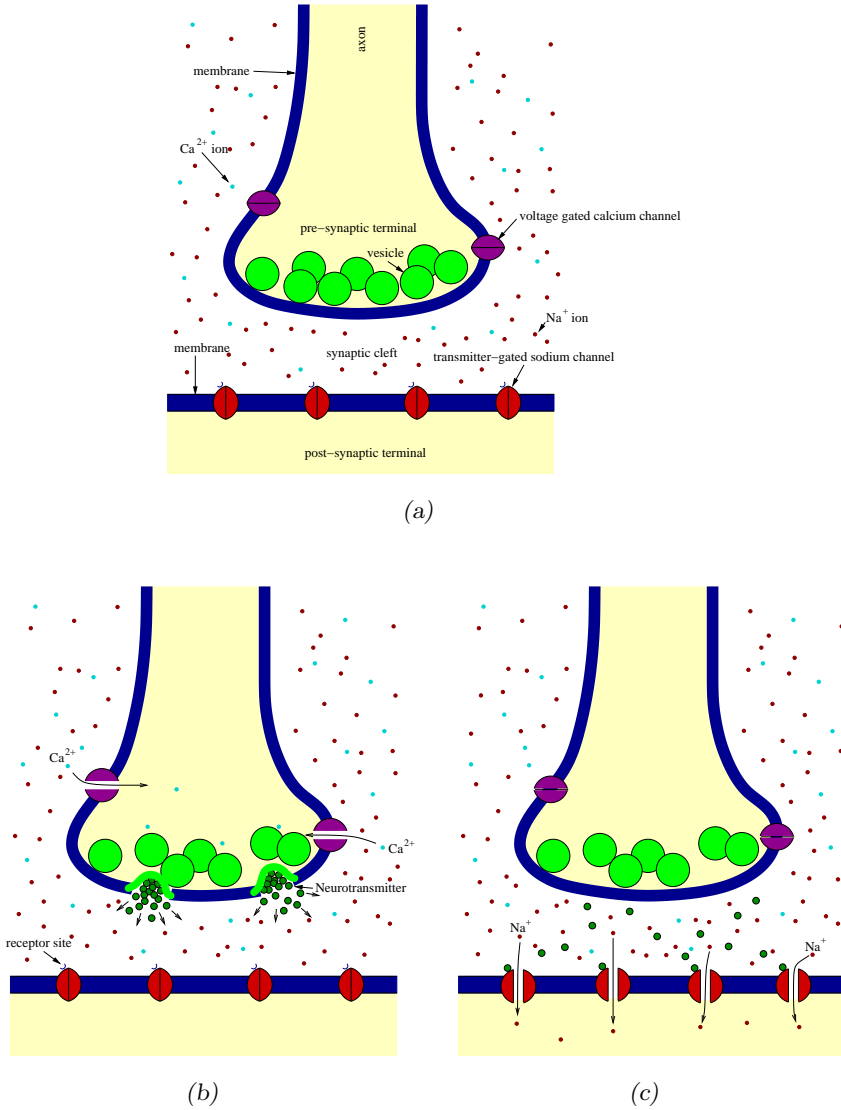 axon
membrane
Ca2+ ion
voltage gated calcium channel
pre-synaptic terminal
vesicle
Na+ ion
membrane
synaptic cleft
transmitter-gated sodium channel
post-synaptic terminal
(a)
Ca2+
Ca2+
Neurotransmitter
receptor site
(b)
Na+
Na+
(c)